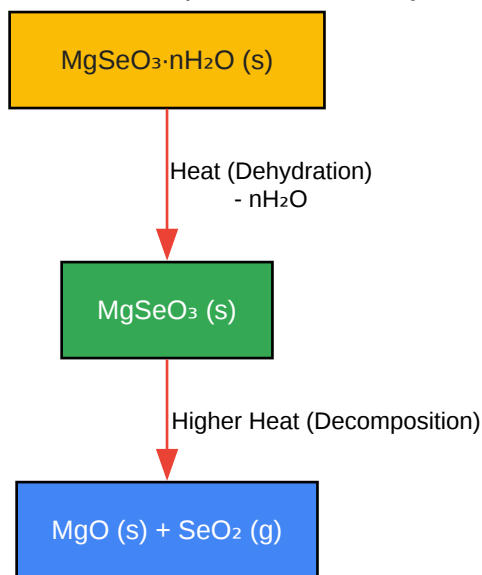 MgSeO₃·nH₂O (s)
Heat (Dehydration)
- nH₂O
MgSeO₃ (s)
Higher Heat (Decomposition)
MgO (s) + SeO₂ (g)